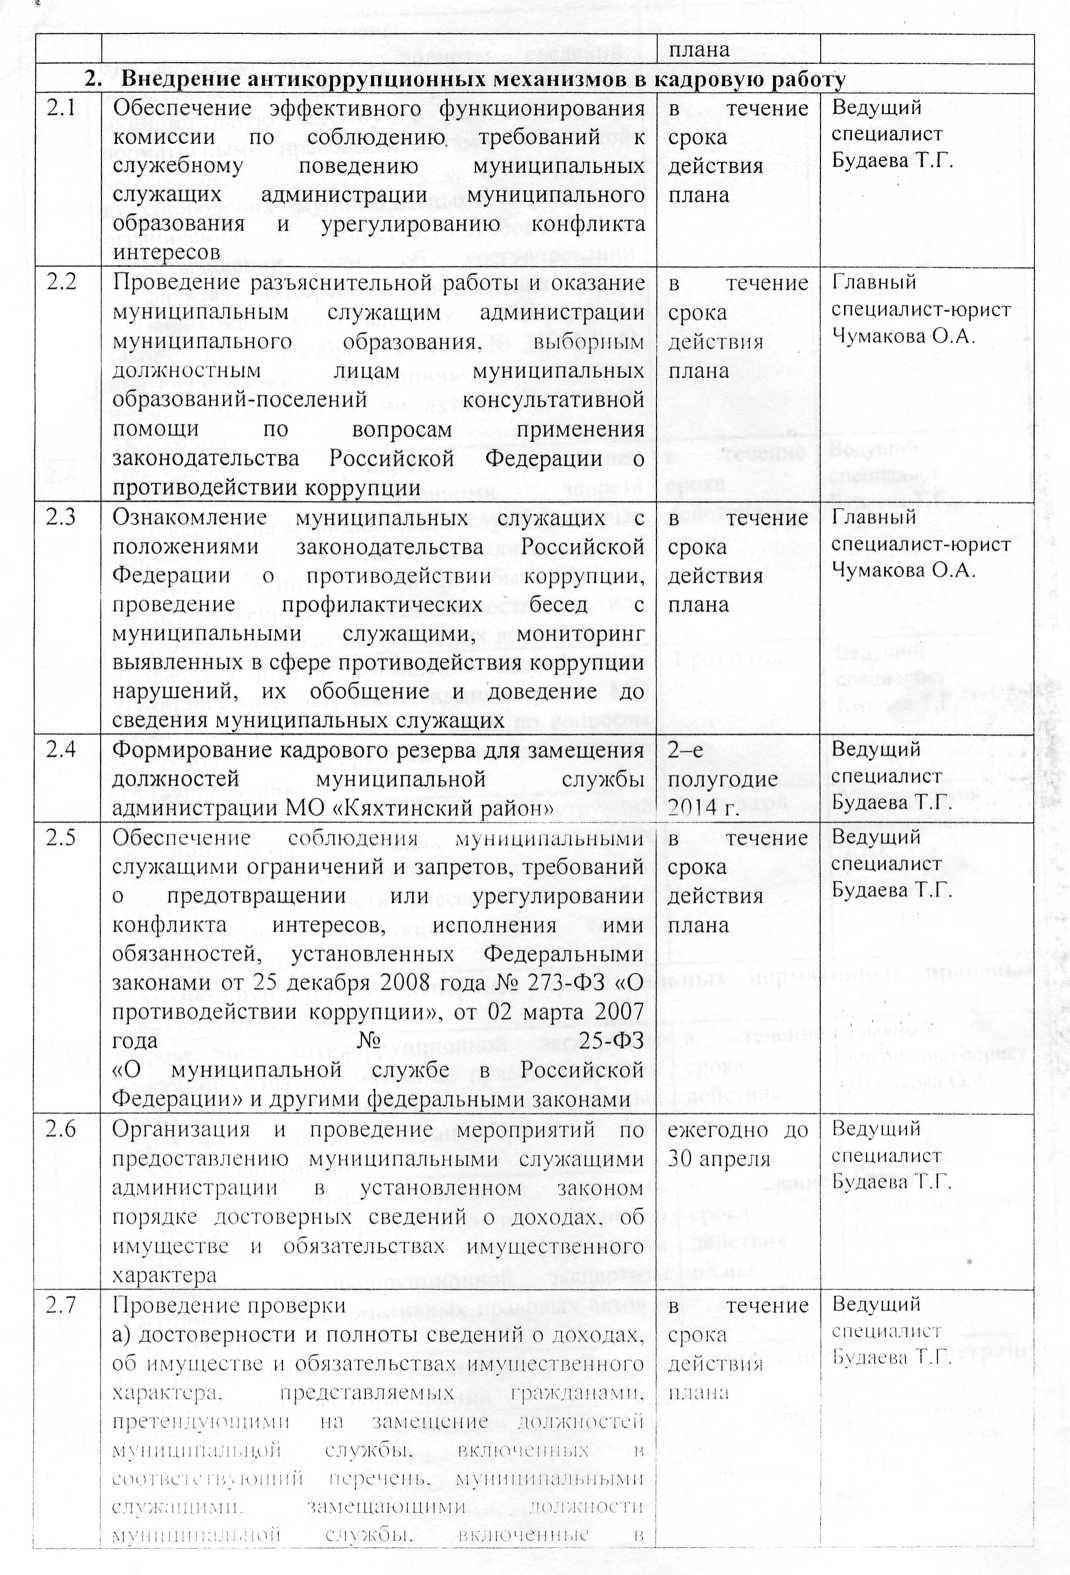 плана
2. Внедрение антикоррупционных механизмов в кадровую работу
2.1
Обеспечение эффективного функционирования
комиссии по соблюдению требований к
служебному поведению муниципальных
служащих администрации муниципального
образования и урегулированию конфликта
интересов
в течение
срока
действия
плана
Ведущий
специалист
Будаева Т.Г.
2.2
Проведение разъяснительной работы и оказание
муниципальным служащим администрации
муниципального образования, выборным
должностным лицам муниципальных
образований-поселений консультативной
помощи по вопросам применения
законодательства Российской Федерации о
противодействии коррупции
в течение
срока
действия
плана
Главный
специалист-юрист
Чумакова О.А.
2.3
Ознакомление муниципальных служащих с
положениями законодательства Российской
Федерации о противодействии коррупции,
проведение профилактических бесед с
муниципальными служащими, мониторинг
выявленных в сфере противодействия коррупции
нарушений, их обобщение и доведение до
сведения муниципальных служащих
в течение
срока
действия
плана
Главный
специалист-юрист
Чумакова О.А.
2.4
Формирование кадрового резерва для замещения
должностей муниципальной службы
администрации МО «Кяхтинский район»
2–е
полугодие
2014 г.
Ведущий
специалист
Будаева Т.Г.
2.5
Обеспечение соблюдения муниципальными
служащими ограничений и запретов, требований
о предотвращении или урегулировании
конфликта интересов, исполнения ими
обязанностей, установленных Федеральными
законами от 25 декабря 2008 года № 273-ФЗ «О
противодействии коррупции», от 02 марта 2007
года № 25-ФЗ
«О муниципальной службе в Российской
Федерации» и другими федеральными законами
в течение
срока
действия
плана
Ведущий
специалист
Будаева Т.Г.
2.6
Организация и проведение мероприятий по
предоставлению муниципальными служащими
администрации в установленном законом
порядке достоверных сведений о доходах, об
имуществе и обязательствах имущественного
характера
ежегодно до
30 апреля
Ведущий
специалист
Будаева Т.Г.
2.7
Проведение проверки
а) достоверности и полноты сведений о доходах,
об имуществе и обязательствах имущественного
характера, представляемых гражданами,
претендующими на замещение должностей
муниципальной службы, включенных в
соответствующий перечень, муниципальными
служащими, замещающими должности
муниципальной службы, включенные в
в течение
срока
действия
плана
Ведущий
специалист
Будаева Т.Г.